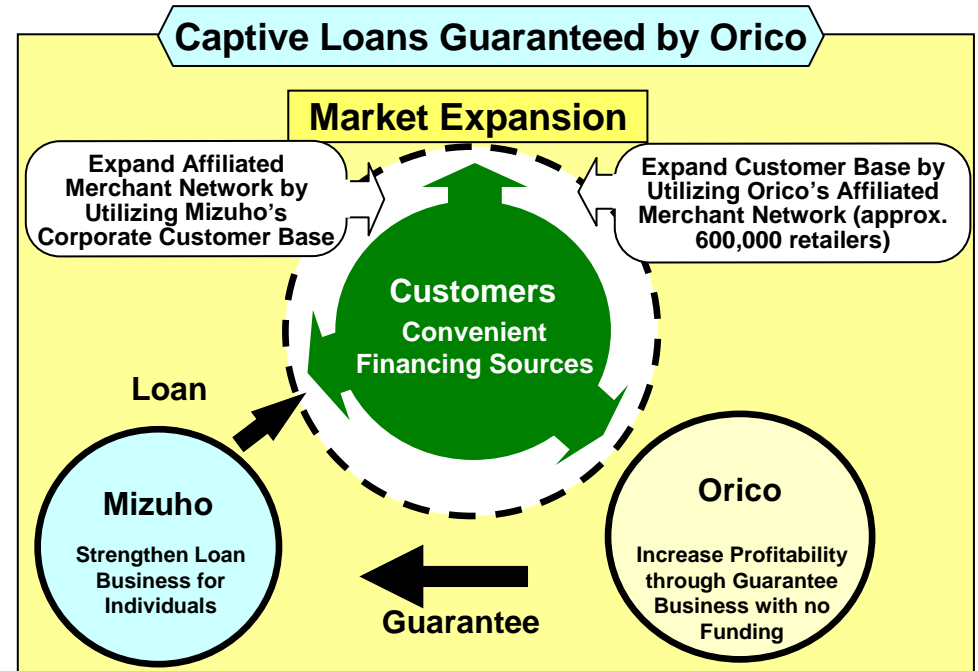 Captive Loans Guaranteed by Orico
Market Expansion
Expand Affiliated
Merchant Network by
Utilizing Mizuho's
Corporate Customer Base
Expand Customer Base by
Utilizing Orico's Affiliated
Merchant Network (approx.
600,000 retailers)
Customers
Convenient
Financing Sources
Loan
Mizuho
Strengthen Loan
Business for
Individuals
Guarantee
Orico
Increase Profitability
through Guarantee
Business with no
Funding